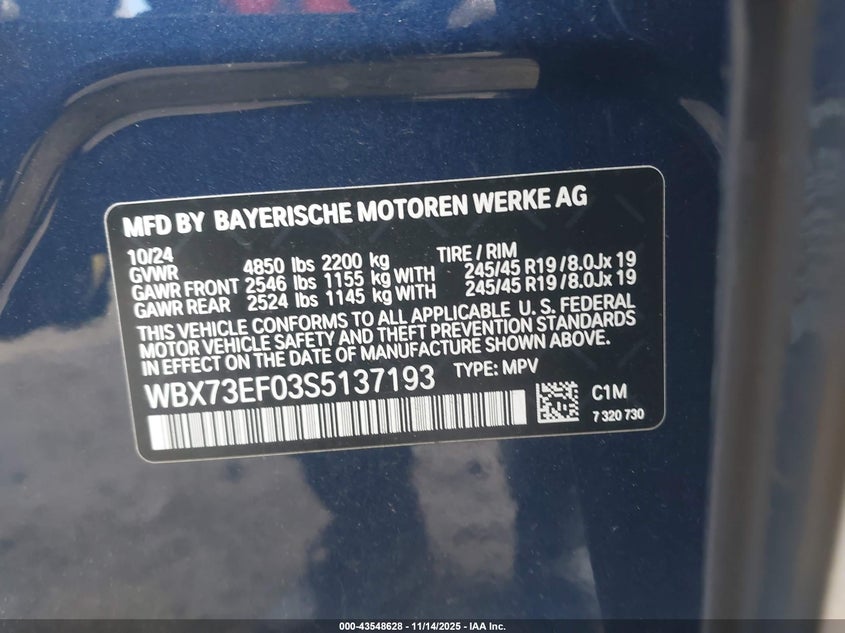 MFD BY BAYERISCHE MOTOREN WERKE AG
10/24 TIRE / RIM
GVWR 4850 lbs 2200 kg
GAWR FRONT 2546 lbs 1155 kg WITH 245/45 R19 / 8.0Jx 19
GAWR REAR 2524 lbs 1145 kg WITH 245/45 R19 / 8.0Jx 19
THIS VEHICLE CONFORMS TO ALL APPLICABLE U. S. FEDERAL
MOTOR VEHICLE SAFETY AND THEFT PREVENTION STANDARDS
IN EFFECT ON THE DATE OF MANUFACTURE SHOWN ABOVE.
WBX73EF03S5137193 TYPE: MPV
C1M
7 320 730
000-43548628 - 11/14/2025 - IAA Inc.